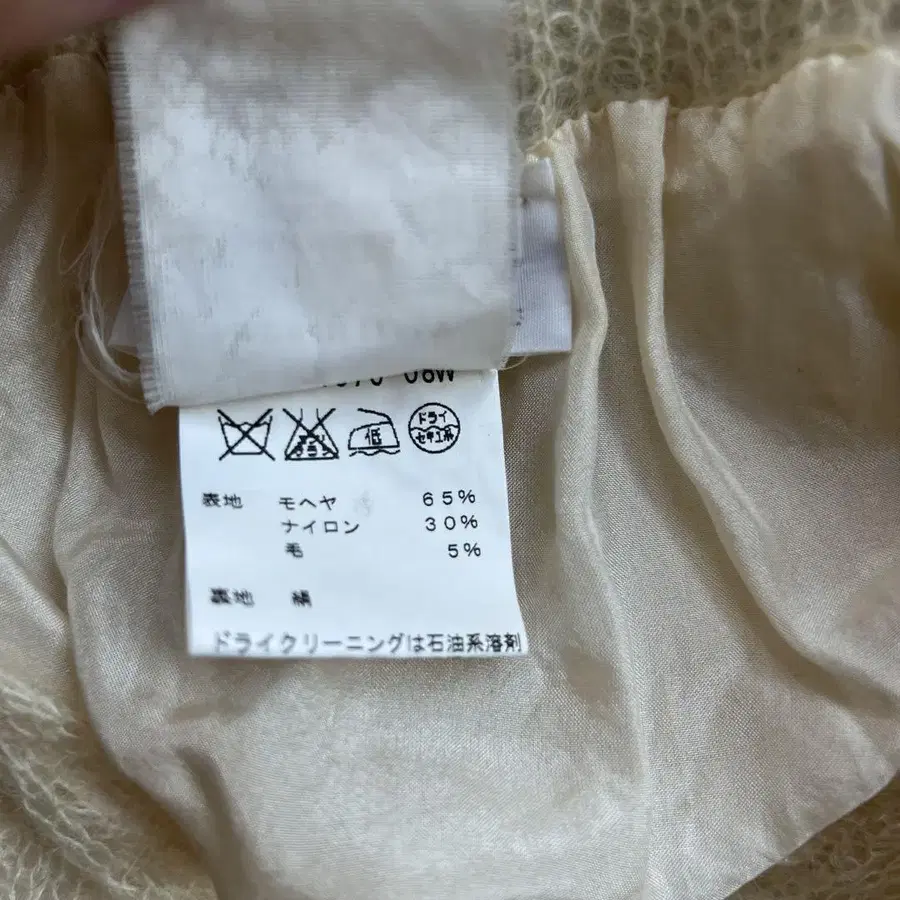 08W
低
ドライ
セキユ系
表地 モヘヤ 65%
ナイロン 30%
毛 5%
裏地 絹
ドライクリーニングは石油系溶剤